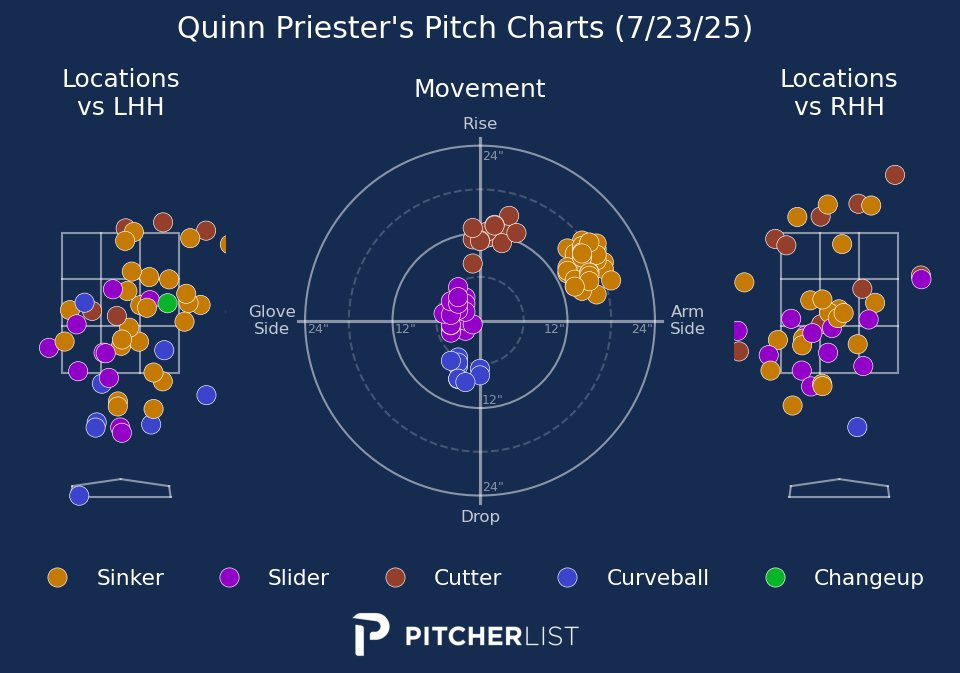 Quinn Priester's Pitch Charts (7/23/25)
Locations
vs LHH
Movement
Locations
vs RHH
Rise
24"
Glove
Side
24"
12"
12"
24"
Arm
Side
12"
24"
Drop
Sinker
Slider
Cutter
Curveball
Changeup
PITCHERLIST